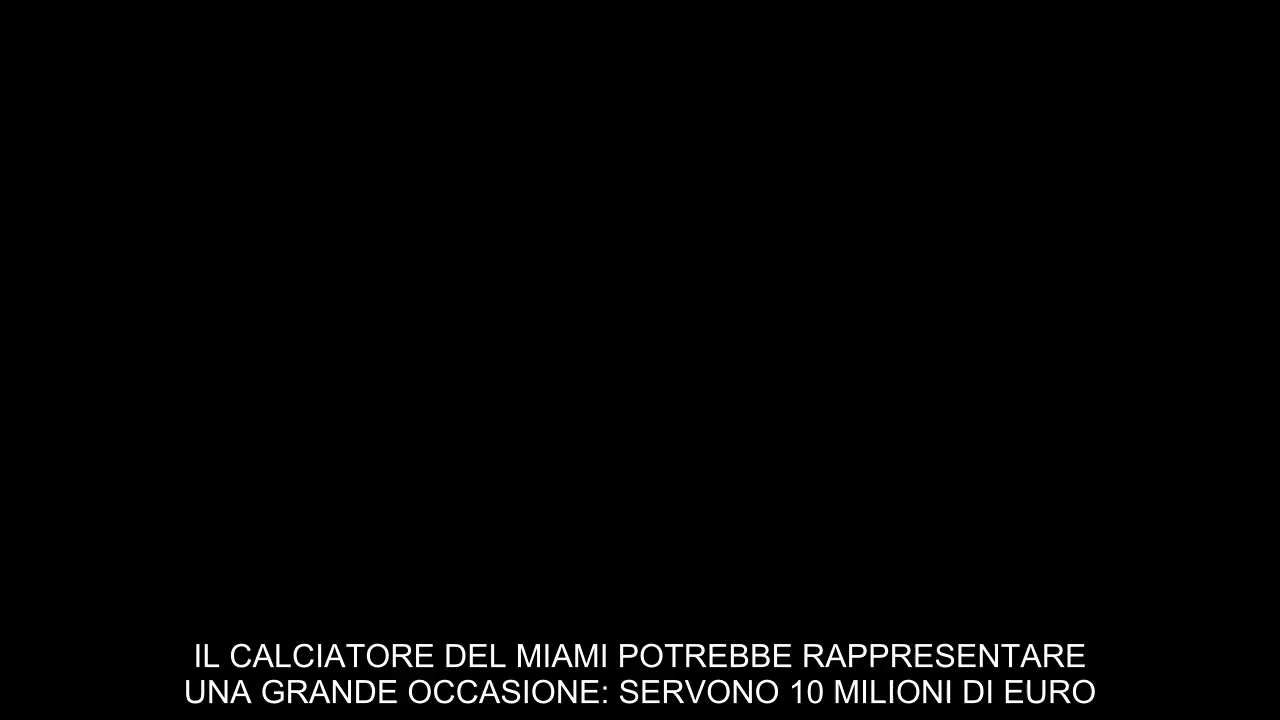 IL CALCIATORE DEL MIAMI POTREBBE RAPPRESENTARE
UNA GRANDE OCCASIONE: SERVONO 10 MILIONI DI EURO